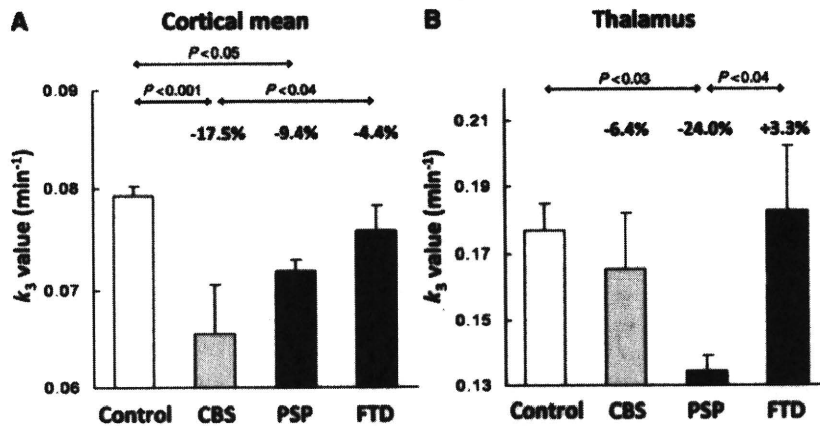 A Cortical mean
P<0.05
P<0.001 P<0.04
-17.5% -9.4% -4.4%
0.09
0.08
0.07
0.06
k3 value (min-1)
Control CBS PSP FTD
B Thalamus
P<0.03 P<0.04
-6.4% -24.0% +3.3%
0.21
0.19
0.17
0.15
0.13
k3 value (min-1)
Control CBS PSP FTD